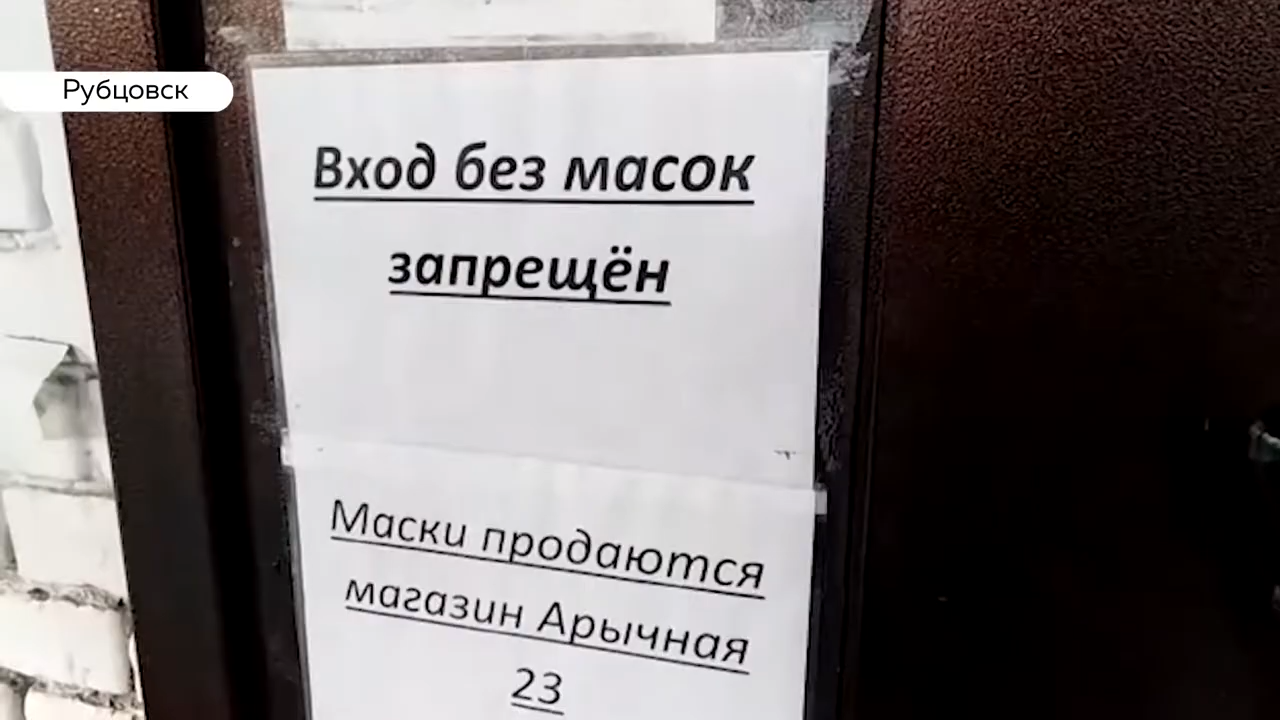 Рубцовск
Вход без масок
запрещён
Маски продаются
магазин Арычная
23